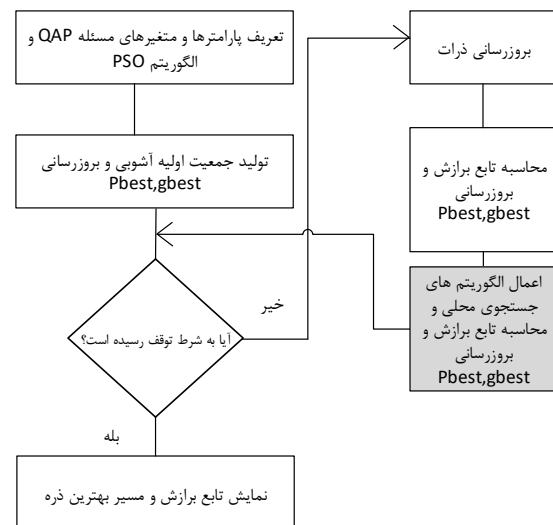 تعریف پارامترها و متغیرهای مسئله QAP و
الگوریتم PSO
تولید جمعیت اولیه آشوبی و بروزرسانی
Pbest,gbest
آیا به شرط توقف رسیده است؟
خیر
بله
نمایش تابع برازش و مسیر بهترین ذره
بروزرسانی ذرات
محاسبه تابع برازش و
بروزرسانی
Pbest,gbest
اعمال الگوریتم های
جستجوی محلی و
محاسبه تابع برازش و
بروزرسانی
Pbest,gbest